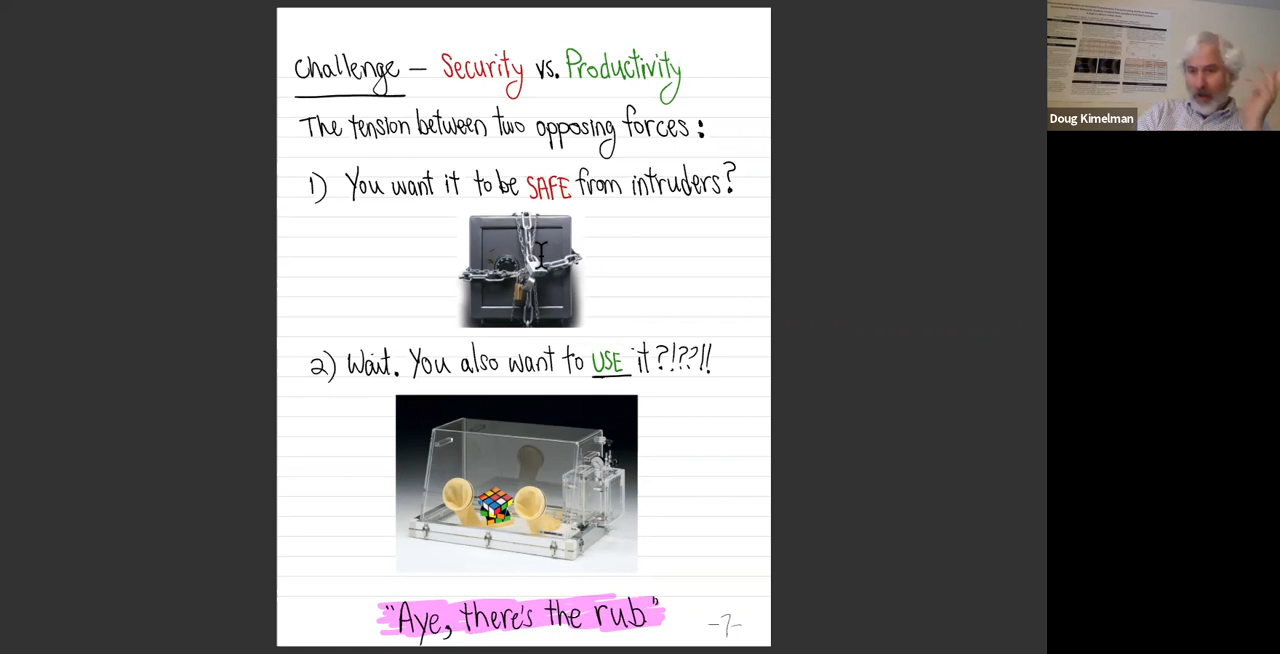 Challenge – Security vs. Productivity
The tension between two opposing forces:
1) You want it to be SAFE from intruders?
2) Wait. You also want to USE it?!??!!
"Aye, there's the rub"
-7-
Doug Kimelman